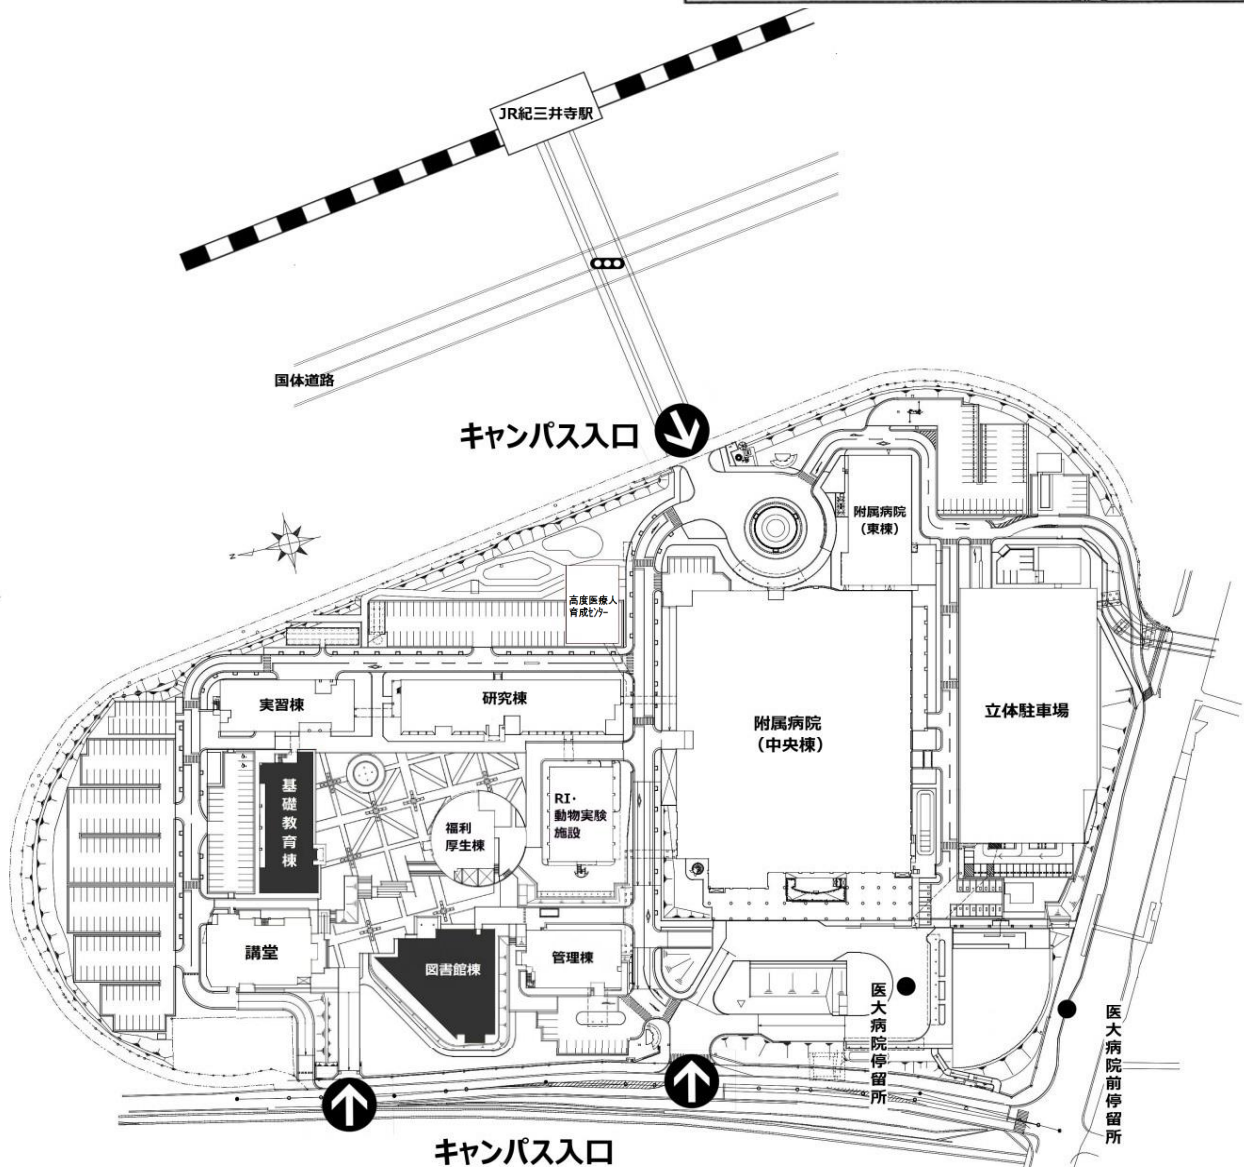 JR紀三井寺駅
国体道路
キャンパス入口
附属病院
（東棟）
N
高度医療人
育成センター
実習棟
研究棟
附属病院
（中央棟）
立体駐車場
基礎教育棟
福利
厚生棟
RI・
動物実験
施設
講堂
図書館棟
管理棟
医大病院停留所
医大病院前停留所
キャンパス入口